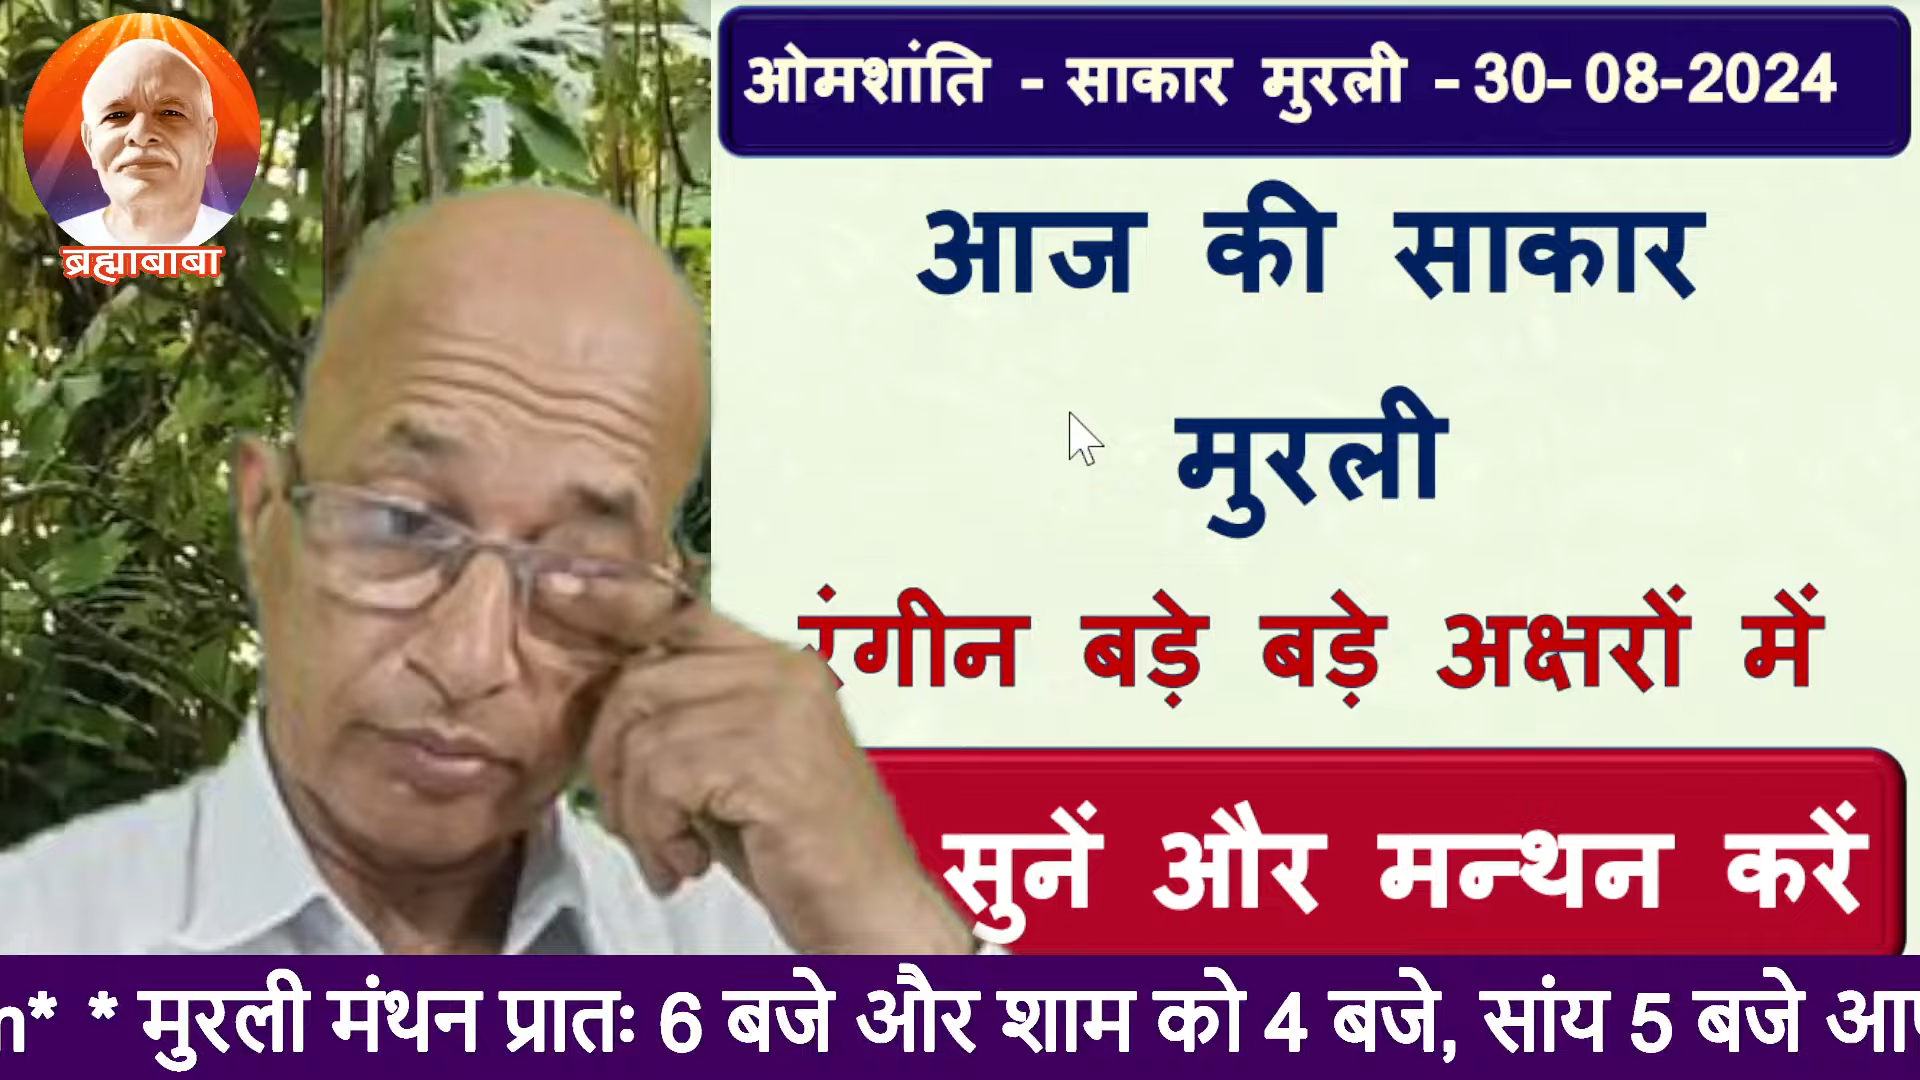 ब्रह्माबाबा
ओमशांति - साकार मुरली - 30- 08-2024
आज की साकार
मुरली
रंगीन बड़े बड़े अक्षरों में
सुनें और मन्थन करें
* * मुरली मंथन प्रातः 6 बजे और शाम को 4 बजे, सांय 5 बजे